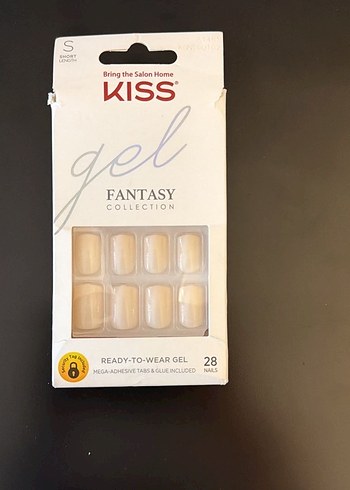 S
SHORT
LENGTH
Bring the Salon Home
KISS®
gel
FANTASY
COLLECTION
READY-TO-WEAR GEL
MEGA-ADHESIVE TABS & GLUE INCLUDED
28
NAILS